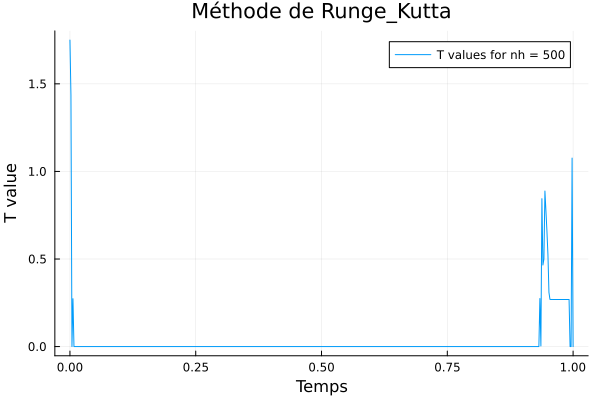 Méthode de Runge_Kutta
T values for nh = 500
T value
1.5
1.0
0.5
0.0
0.00 0.25 0.50 0.75 1.00
Temps